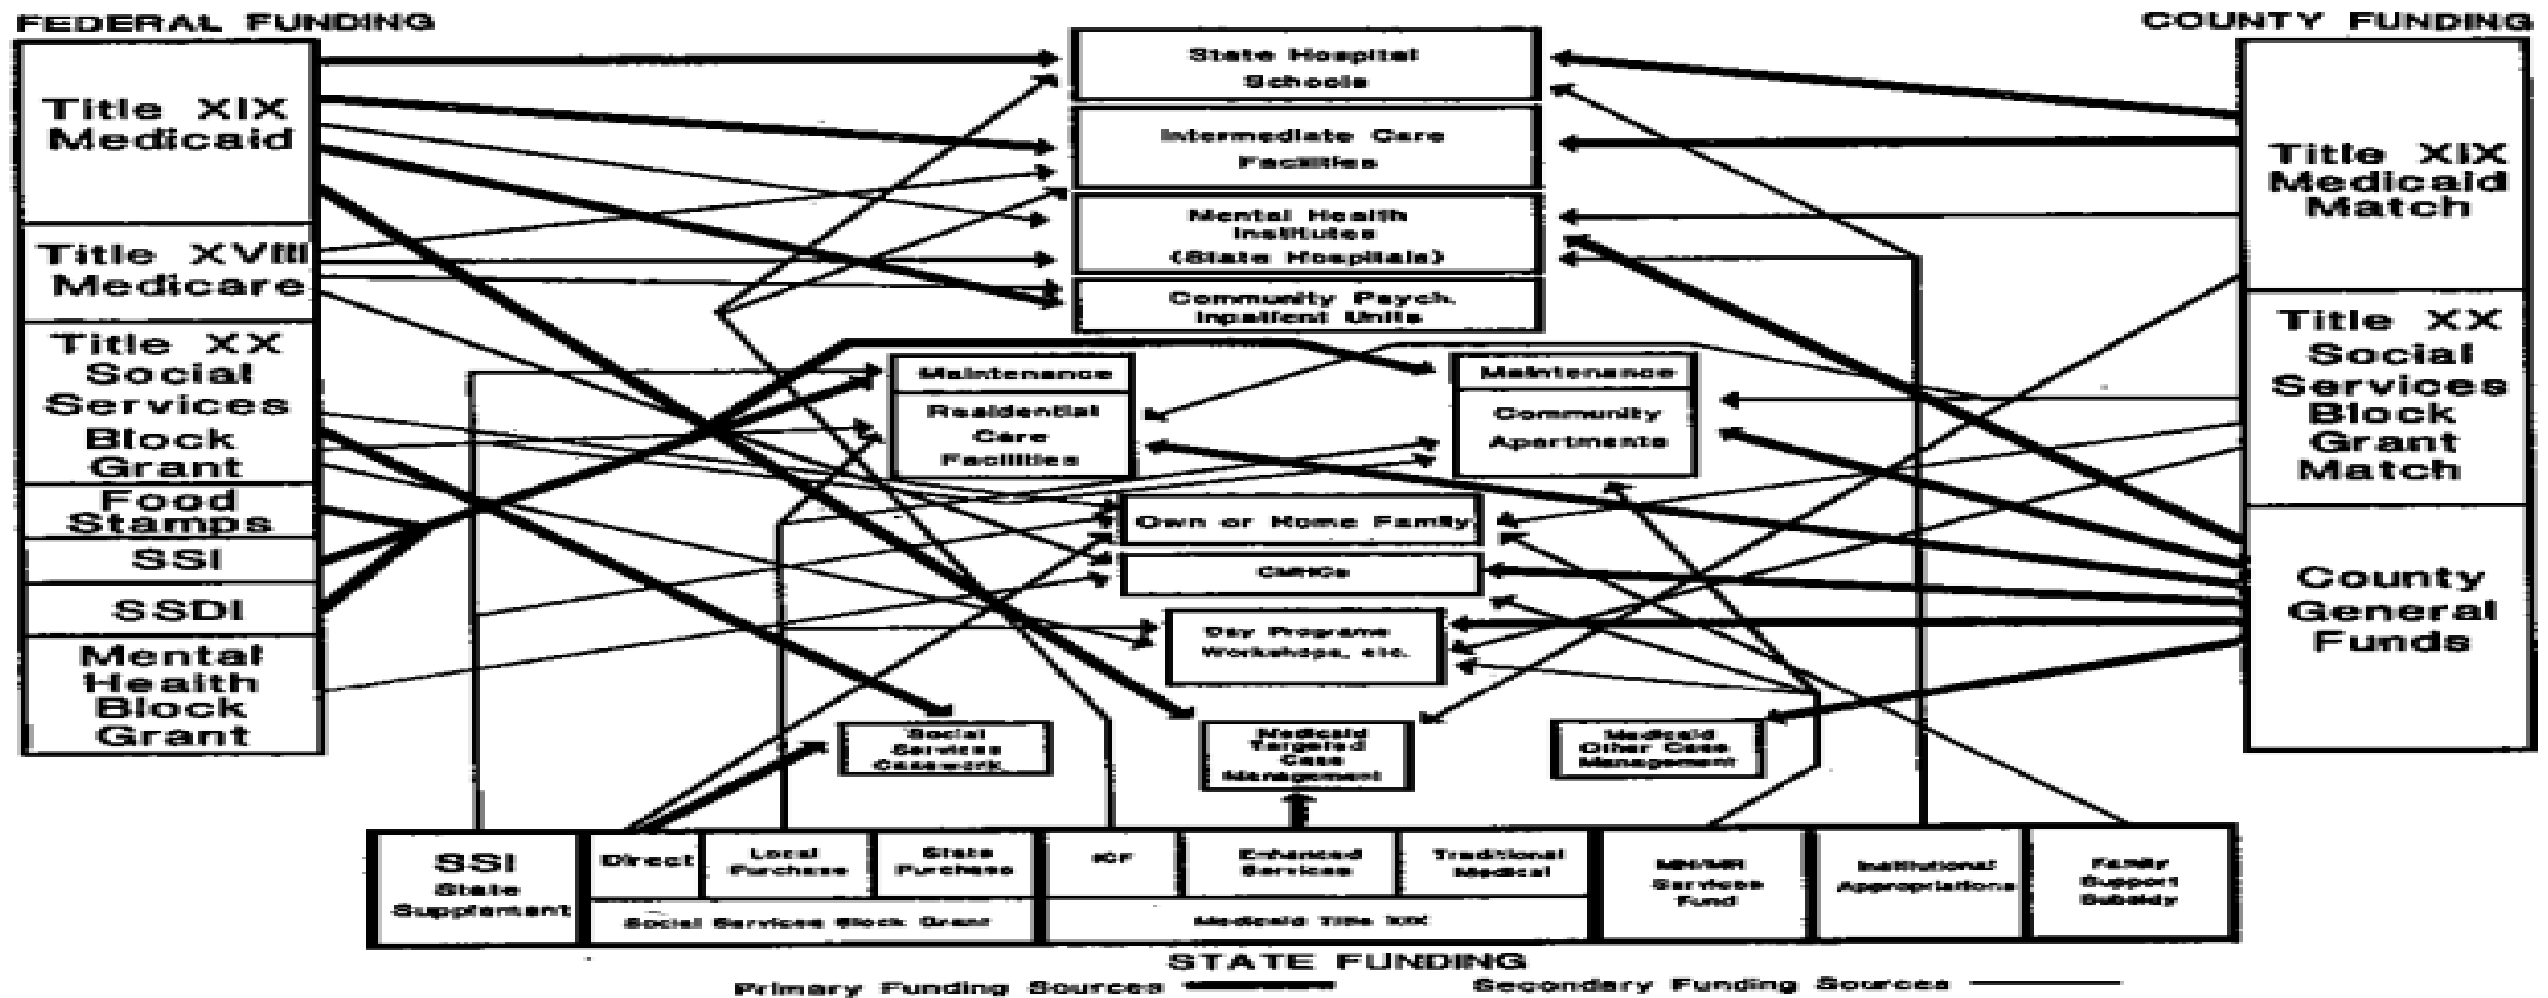 FEDERAL FUNDING
COUNTY FUNDING
Title XIX
Medicaid
Title XVIII
Medicare
Title XX
Social
Services
Block
Grant
Food
Stamps
SSI
SSDI
Mental
Health
Block
Grant
State Hospital
Schools
Intermediate Care
Facilities
Mental Health
Institutes
(State Hospitals)
Community Psych.
Inpatient Units
Maintenance
Residential
Care
Facilities
Maintenance
Community
Apartments
Own or Home Family
CMHCs
Day Programs
Workshops, etc.
Social
Services
Casework
Medicaid
Targeted
Case
Management
Medicaid
Other Case
Management
Title XIX
Medicaid
Match
Title XX
Social
Services
Block
Grant
Match
County
General
Funds
SSI
State
Supplement
Direct
Local
Purchase
State
Purchase
Social Services Block Grant
ICF
Enhanced
Services
Traditional
Medical
Medicaid Title XIX
MH/MR
Services
Fund
Institutional
Appropriations
Family
Support
Subsidy
STATE FUNDING
Primary Funding Sources
Secondary Funding Sources